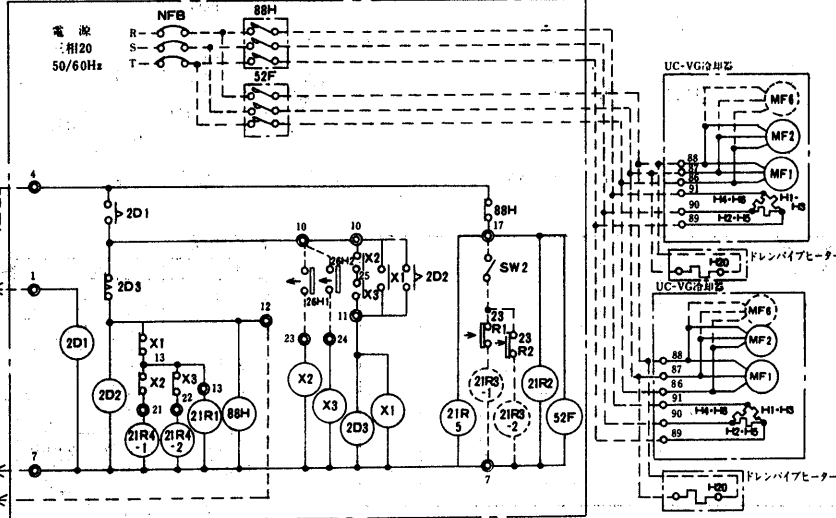 電 源
三相20
50/60Hz
NFB
R
S
T
88H
52F
UC-VG冷却器
MF6
MF2
MF1
88
87
86
91
90
89
H4・H6
H1・H3
H2・H5
ドレンパイプヒーター
H20
UC-VG冷却器
MF6
MF2
MF1
88
87
86
91
90
89
H4・H6
H1・H3
H2・H5
ドレンパイプヒーター
H20
4
2D1
88H
17
10
10
26H2
X2
26H1
25
X3
X1
2D2
SW2
1
2D3
12
11
23
R1
23
R2
X1
13
X2
X3
13
21
22
23
24
2D1
2D2
21R4
-1
21R4
-2
21R1
88H
X2
X3
2D3
X1
21R
5
21R3
-1
21R3
-2
21R2
52F
7
7